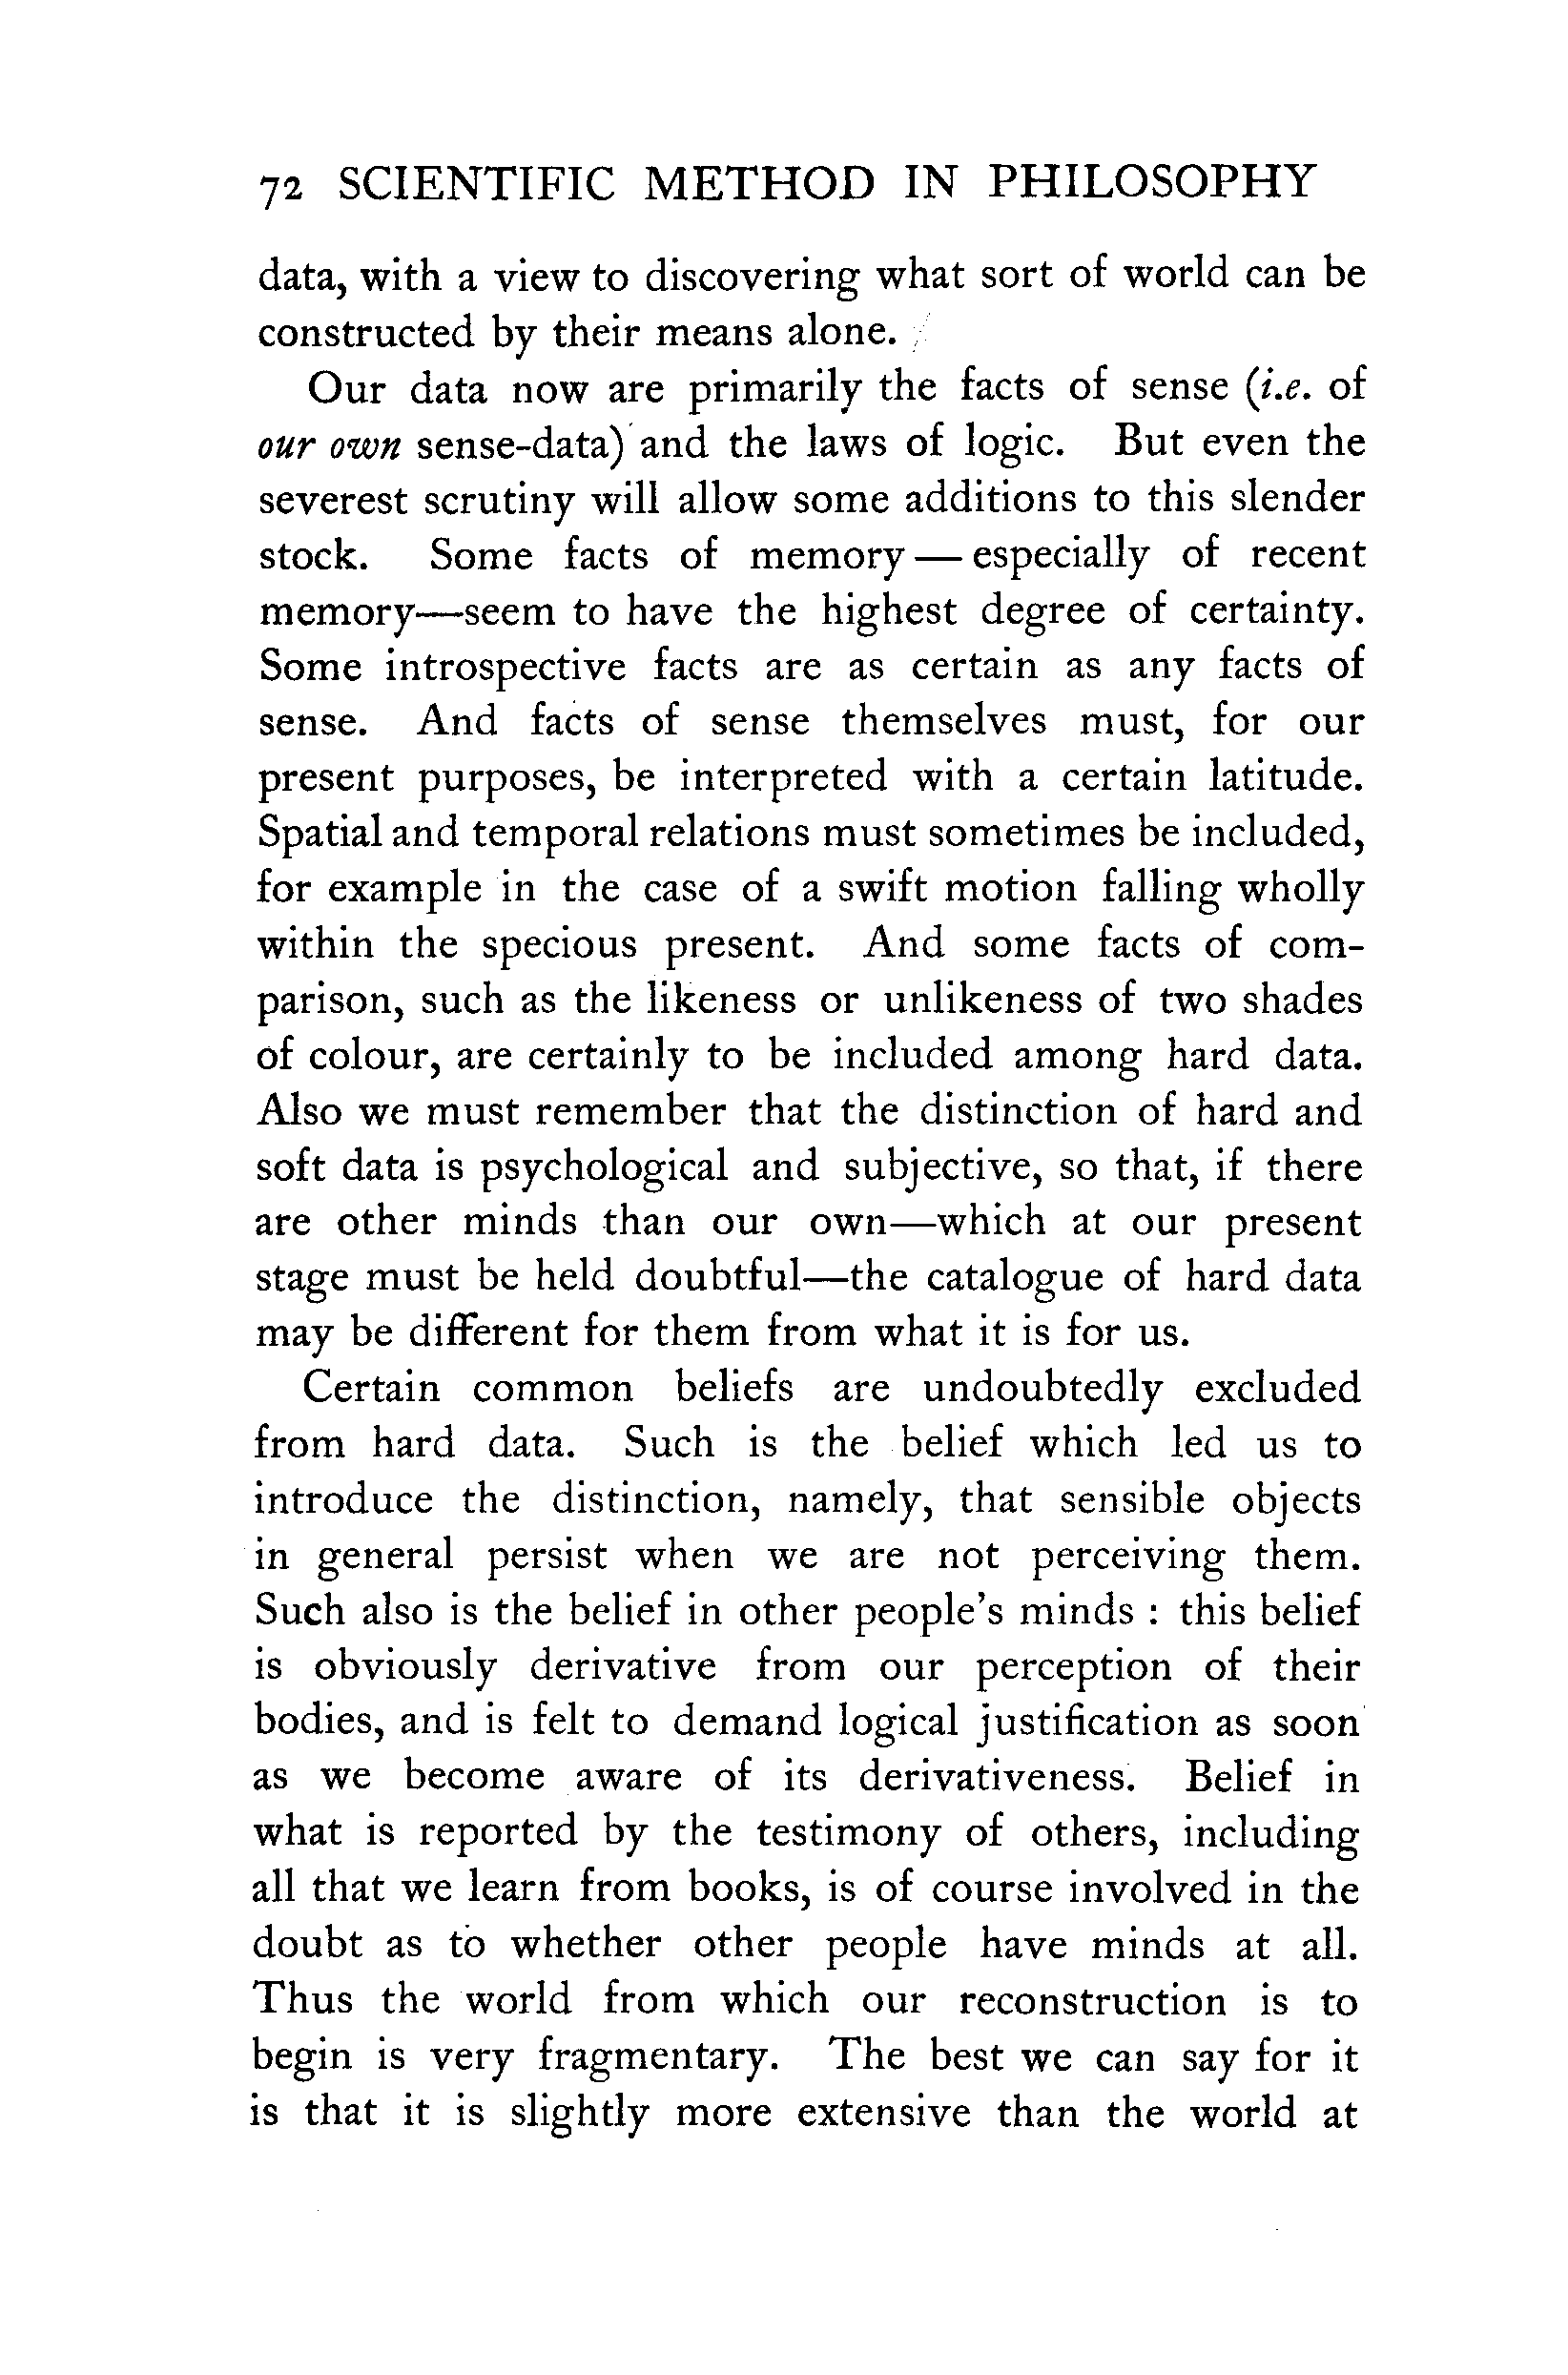 72 SCIENTIFIC METHOD IN PHILOSOPHY
data, with a view to discovering what sort of world can be
constructed by their means alone.
Our data now are primarily the facts of sense (i.e. of
our own sense-data) and the laws of logic. But even the
severest scrutiny will allow some additions to this slender
stock. Some facts of memory — especially of recent
memory—seem to have the highest degree of certainty.
Some introspective facts are as certain as any facts of
sense. And facts of sense themselves must, for our
present purposes, be interpreted with a certain latitude.
Spatial and temporal relations must sometimes be included,
for example in the case of a swift motion falling wholly
within the specious present. And some facts of com-
parison, such as the likeness or unlikeness of two shades
of colour, are certainly to be included among hard data.
Also we must remember that the distinction of hard and
soft data is psychological and subjective, so that, if there
are other minds than our own—which at our present
stage must be held doubtful—the catalogue of hard data
may be different for them from what it is for us.
Certain common beliefs are undoubtedly excluded
from hard data. Such is the belief which led us to
introduce the distinction, namely, that sensible objects
in general persist when we are not perceiving them.
Such also is the belief in other people's minds : this belief
is obviously derivative from our perception of their
bodies, and is felt to demand logical justification as soon
as we become aware of its derivativeness. Belief in
what is reported by the testimony of others, including
all that we learn from books, is of course involved in the
doubt as to whether other people have minds at all.
Thus the world from which our reconstruction is to
begin is very fragmentary. The best we can say for it
is that it is slightly more extensive than the world at